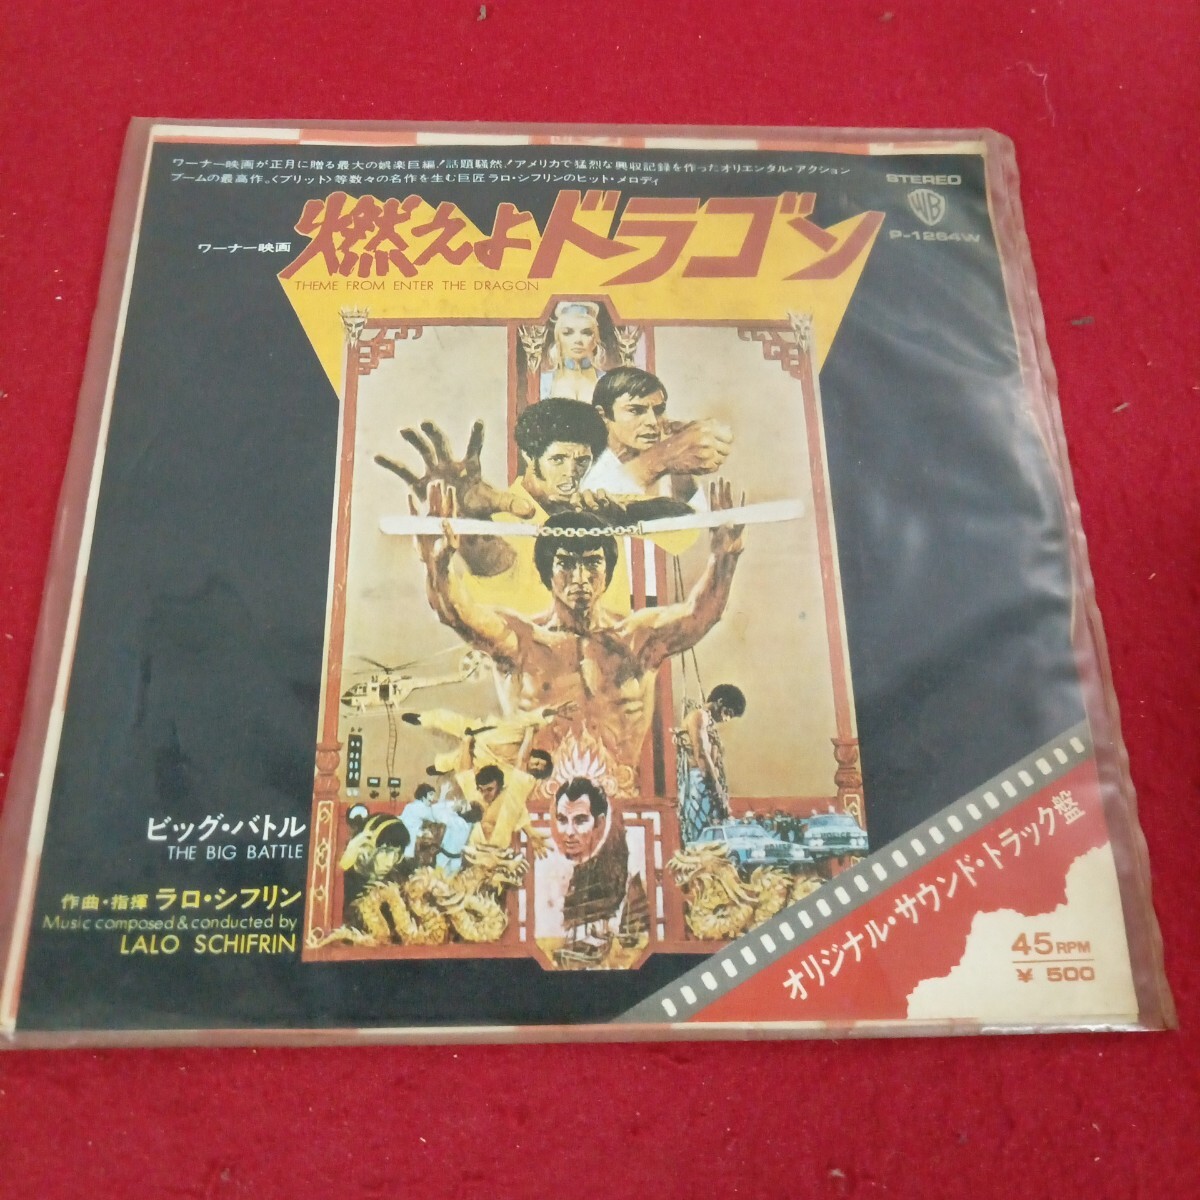 ワーナー映画が正月に贈る最大の娯楽巨編！話題騒然！アメリカで猛烈な興収記録を作ったオリエンタル・アクション
ブームの最高作。〈ブリット〉等数々の名作を生む巨匠ラロ・シフリンのヒット・メロディ
STEREO
WB
P-1264W
ワーナー映画
燃えよドラゴン
THEME FROM ENTER THE DRAGON
ビッグ・バトル
THE BIG BATTLE
作曲・指揮 ラロ・シフリン
Music composed & conducted by
LALO SCHIFRIN
オリジナル・サウンド・トラック盤
45RPM
¥ 500